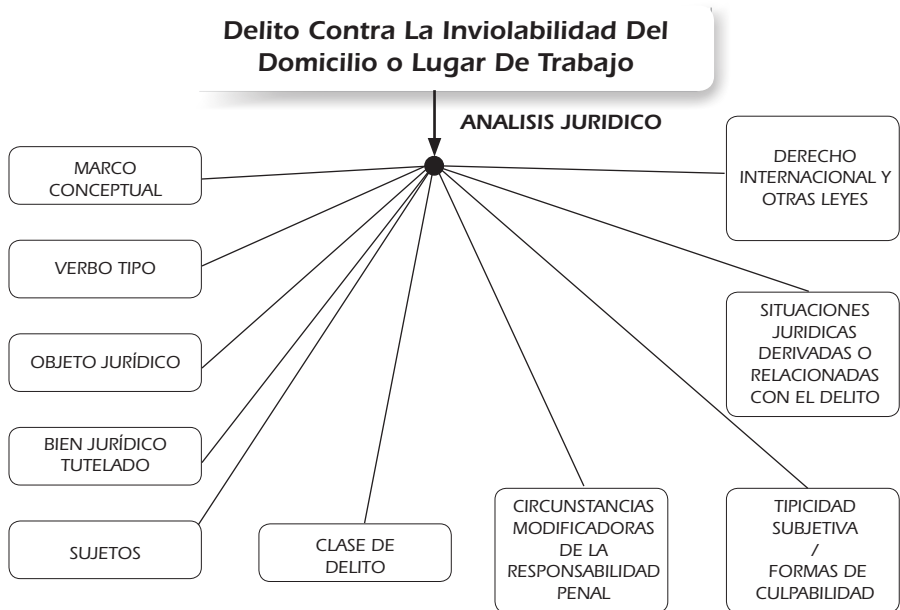 Delito Contra La Inviolabilidad Del
Domicilio o Lugar De Trabajo
ANALISIS JURIDICO
MARCO
CONCEPTUAL
VERBO TIPO
OBJETO JURÍDICO
BIEN JURÍDICO
TUTELADO
SUJETOS
CLASE DE
DELITO
CIRCUNSTANCIAS
MODIFICADORAS
DE LA
RESPONSABILIDAD
PENAL
TIPICIDAD
SUBJETIVA
/
FORMAS DE
CULPABILIDAD
SITUACIONES
JURIDICAS
DERIVADAS O
RELACIONADAS
CON EL DELITO
DERECHO
INTERNACIONAL Y
OTRAS LEYES